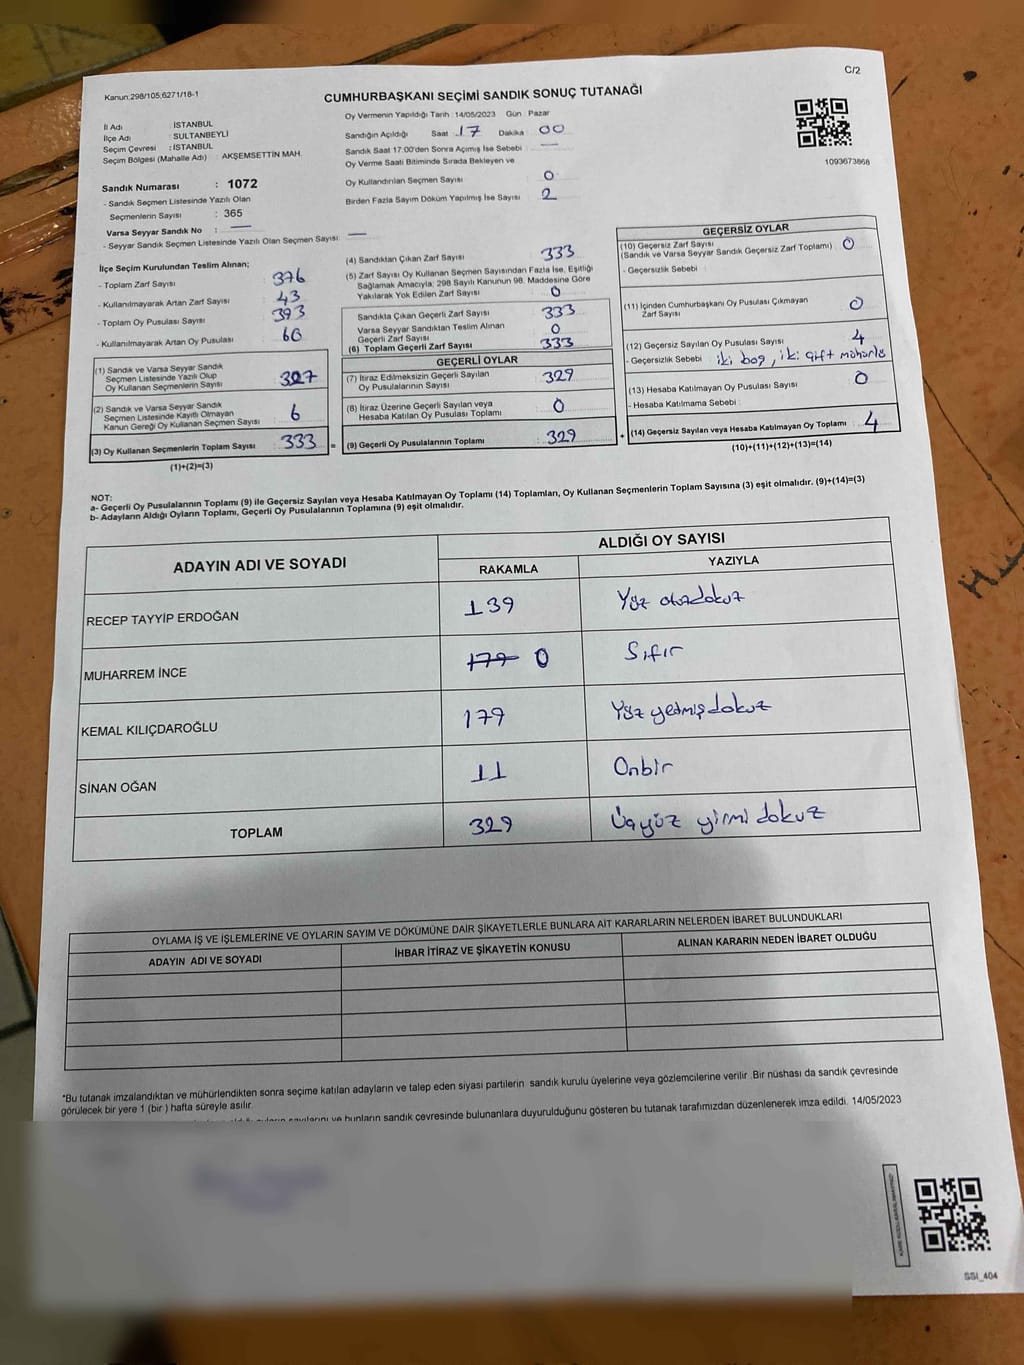 C/2
Kanun:298/105;6271/18-1
CUMHURBAŞKANI SEÇİMİ SANDIK SONUÇ TUTANAĞI
İl Adı : İSTANBUL
İlçe Adı : SULTANBEYLİ
Seçim Çevresi : İSTANBUL
Seçim Bölgesi (Mahalle Adı) : AKŞEMSETTİN MAH.
Sandık Numarası : 1072
- Sandık Seçmen Listesinde Yazılı Olan
Seçmenlerin Sayısı : 365
Varsa Seyyar Sandık No : —
- Seyyar Sandık Seçmen Listesinde Yazılı Olan Seçmen Sayısı : —
Oy Vermenin Yapıldığı Tarih 14/05/2023 Gün Pazar
Sandığın Açıldığı Saat 17 Dakika 00
Sandık Saat 17:00'den Sonra Açılmış İse Sebebi : —
Oy Verme Saati Bitiminde Sırada Bekleyen ve
Oy Kullandırılan Seçmen Sayısı 0
Birden Fazla Sayım Döküm Yapılmış İse Sayısı 2
1093673868
İlçe Seçim Kurulundan Teslim Alınan;
- Toplam Zarf Sayısı : 376
- Kullanılmayarak Artan Zarf Sayısı : 43
- Toplam Oy Pusulası Sayısı : 393
- Kullanılmayarak Artan Oy Pusulası : 60
(1) Sandık ve Varsa Seyyar Sandık
Seçmen Listesinde Yazılı Olup
Oy Kullanan Seçmenlerin Sayısı 327
(2) Sandık ve Varsa Seyyar Sandık
Seçmen Listesinde Kayıtlı Olmayan
Kanun Gereği Oy Kullanan Seçmen Sayısı 6
(3) Oy Kullanan Seçmenlerin Toplam Sayısı 333 =
(1)+(2)=(3)
(4) Sandıktan Çıkan Zarf Sayısı 333
(5) Zarf Sayısı Oy Kullanan Seçmen Sayısından Fazla İse, Eşitliği
Sağlamak Amacıyla; 298 Sayılı Kanunun 98. Maddesine Göre
Yakılarak Yok Edilen Zarf Sayısı 0
Sandıkta Çıkan Geçerli Zarf Sayısı 333
Varsa Seyyar Sandıktan Teslim Alınan
Geçerli Zarf Sayısı 0
(6) Toplam Geçerli Zarf Sayısı 333
GEÇERLİ OYLAR
(7) İtiraz Edilmeksizin Geçerli Sayılan
Oy Pusulalarının Sayısı 329
(8) İtiraz Üzerine Geçerli Sayılan veya
Hesaba Katılan Oy Pusulası Toplamı 0
(9) Geçerli Oy Pusulalarının Toplamı 329 +
GEÇERSİZ OYLAR
(10) Geçersiz Zarf Sayısı
(Sandık ve Varsa Seyyar Sandık Geçersiz Zarf Toplamı) : 0
- Geçersizlik Sebebi :
(11) İçinden Cumhurbaşkanı Oy Pusulası Çıkmayan
Zarf Sayısı 0
(12) Geçersiz Sayılan Oy Pusulası Sayısı 4
- Geçersizlik Sebebi : iki boş, iki çift mühürlü
(13) Hesaba Katılmayan Oy Pusulası Sayısı 0
- Hesaba Katılmama Sebebi :
(14) Geçersiz Sayılan veya Hesaba Katılmayan Oy Toplamı 4
(10)+(11)+(12)+(13)=(14)
NOT:
a- Geçerli Oy Pusulalarının Toplamı (9) ile Geçersiz Sayılan veya Hesaba Katılmayan Oy Toplamı (14) Toplamları, Oy Kullanan Seçmenlerin Toplam Sayısına (3) eşit olmalıdır. (9)+(14)=(3)
b- Adayların Aldığı Oyların Toplamı, Geçerli Oy Pusulalarının Toplamına (9) eşit olmalıdır.
ADAYIN ADI VE SOYADI
ALDIĞI OY SAYISI
RAKAMLA YAZIYLA
RECEP TAYYİP ERDOĞAN 139 Yüz otuzdokuz
MUHARREM İNCE 179 0 Sıfır
KEMAL KILIÇDAROĞLU 179 Yüz yetmişdokuz
SİNAN OĞAN 11 Onbir
TOPLAM 329 Üçyüz yirmi dokuz
OYLAMA İŞ VE İŞLEMLERİNE VE OYLARIN SAYIM VE DÖKÜMÜNE DAİR ŞİKAYETLERLE BUNLARA AİT KARARLARIN NELERDEN İBARET BULUNDUKLARI
ADAYIN ADI VE SOYADI İHBAR İTİRAZ VE ŞİKAYETİN KONUSU ALINAN KARARIN NEDEN İBARET OLDUĞU
*Bu tutanak imzalandıktan ve mühürlendikten sonra seçime katılan adayların ve talep eden siyasi partilerin sandık kurulu üyelerine veya gözlemcilerine verilir .Bir nüshası da sandık çevresinde
görülecek bir yere 1 (bir ) hafta süreyle asılır.
sayılarını ve bunların sandık çevresinde bulunanlara duyurulduğunu gösteren bu tutanak tarafımızdan düzenlenerek imza edildi. 14/05/2023
SSI_404